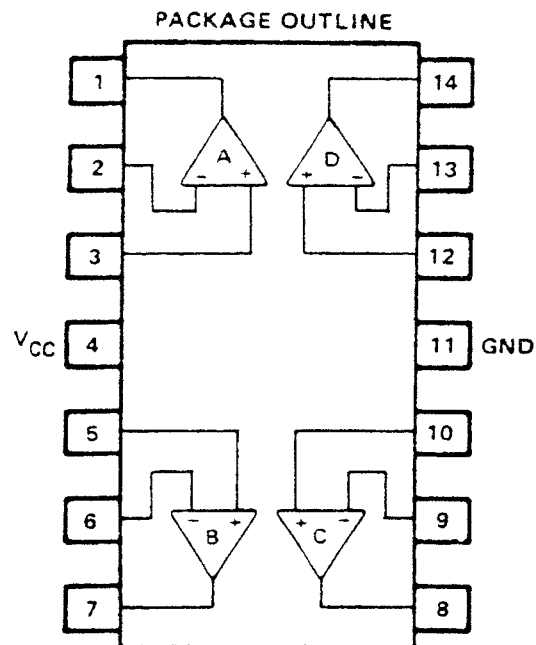 PACKAGE OUTLINE
1 14
A D
2 - + + - 13
3 12
VCC 4 11 GND
5 10
6 - + + - 9
B C
7 8